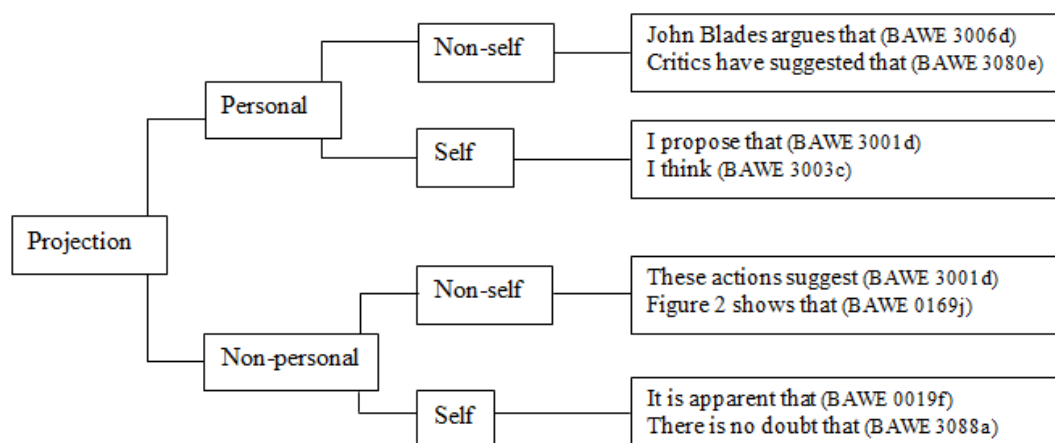 Projection
Personal
Non-self
John Blades argues that (BAWE 3006d)
Critics have suggested that (BAWE 3080e)
Self
I propose that (BAWE 3001d)
I think (BAWE 3003c)
Non-personal
Non-self
These actions suggest (BAWE 3001d)
Figure 2 shows that (BAWE 0169j)
Self
It is apparent that (BAWE 0019f)
There is no doubt that (BAWE 3088a)